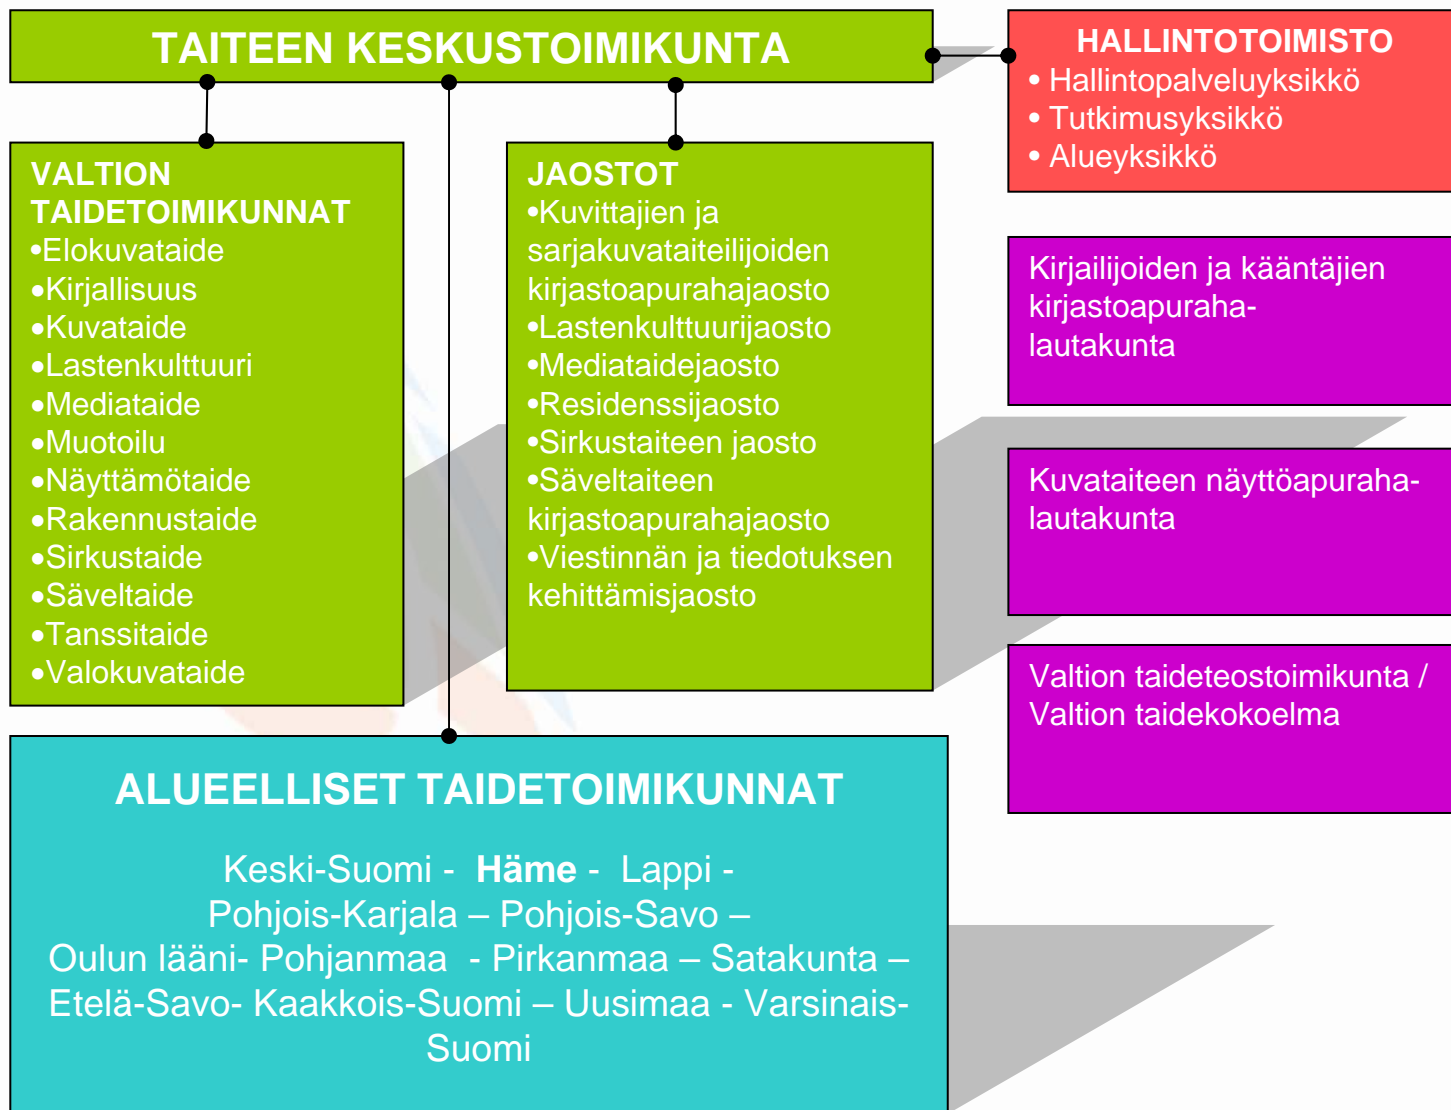 TAITEEN KESKUSTOIMIKUNTA
HALLINTOTOIMISTO
• Hallintopalveluyksikkö
• Tutkimusyksikkö
• Alueyksikkö
VALTION
TAIDETOIMIKUNNAT
•Elokuvataide
•Kirjallisuus
•Kuvataide
•Lastenkulttuuri
•Mediataide
•Muotoilu
•Näyttämötaide
•Rakennustaide
•Sirkustaide
•Säveltaide
•Tanssitaide
•Valokuvataide
JAOSTOT
•Kuvittajien ja
sarjakuvataiteilijoiden
kirjastoapurahajaosto
•Lastenkulttuurijaosto
•Mediataidejaosto
•Residenssijaosto
•Sirkustaiteen jaosto
•Säveltaiteen
kirjastoapurahajaosto
•Viestinnän ja tiedotuksen
kehittämisjaosto
Kirjailijoiden ja kääntäjien
kirjastoapuraha-
lautakunta
Kuvataiteen näyttöapuraha-
lautakunta
Valtion taideteostoimikunta /
Valtion taidekokoelma
ALUEELLISET TAIDETOIMIKUNNAT
Keski-Suomi - Häme - Lappi -
Pohjois-Karjala – Pohjois-Savo –
Oulun lääni- Pohjanmaa - Pirkanmaa – Satakunta –
Etelä-Savo- Kaakkois-Suomi – Uusimaa - Varsinais-
Suomi